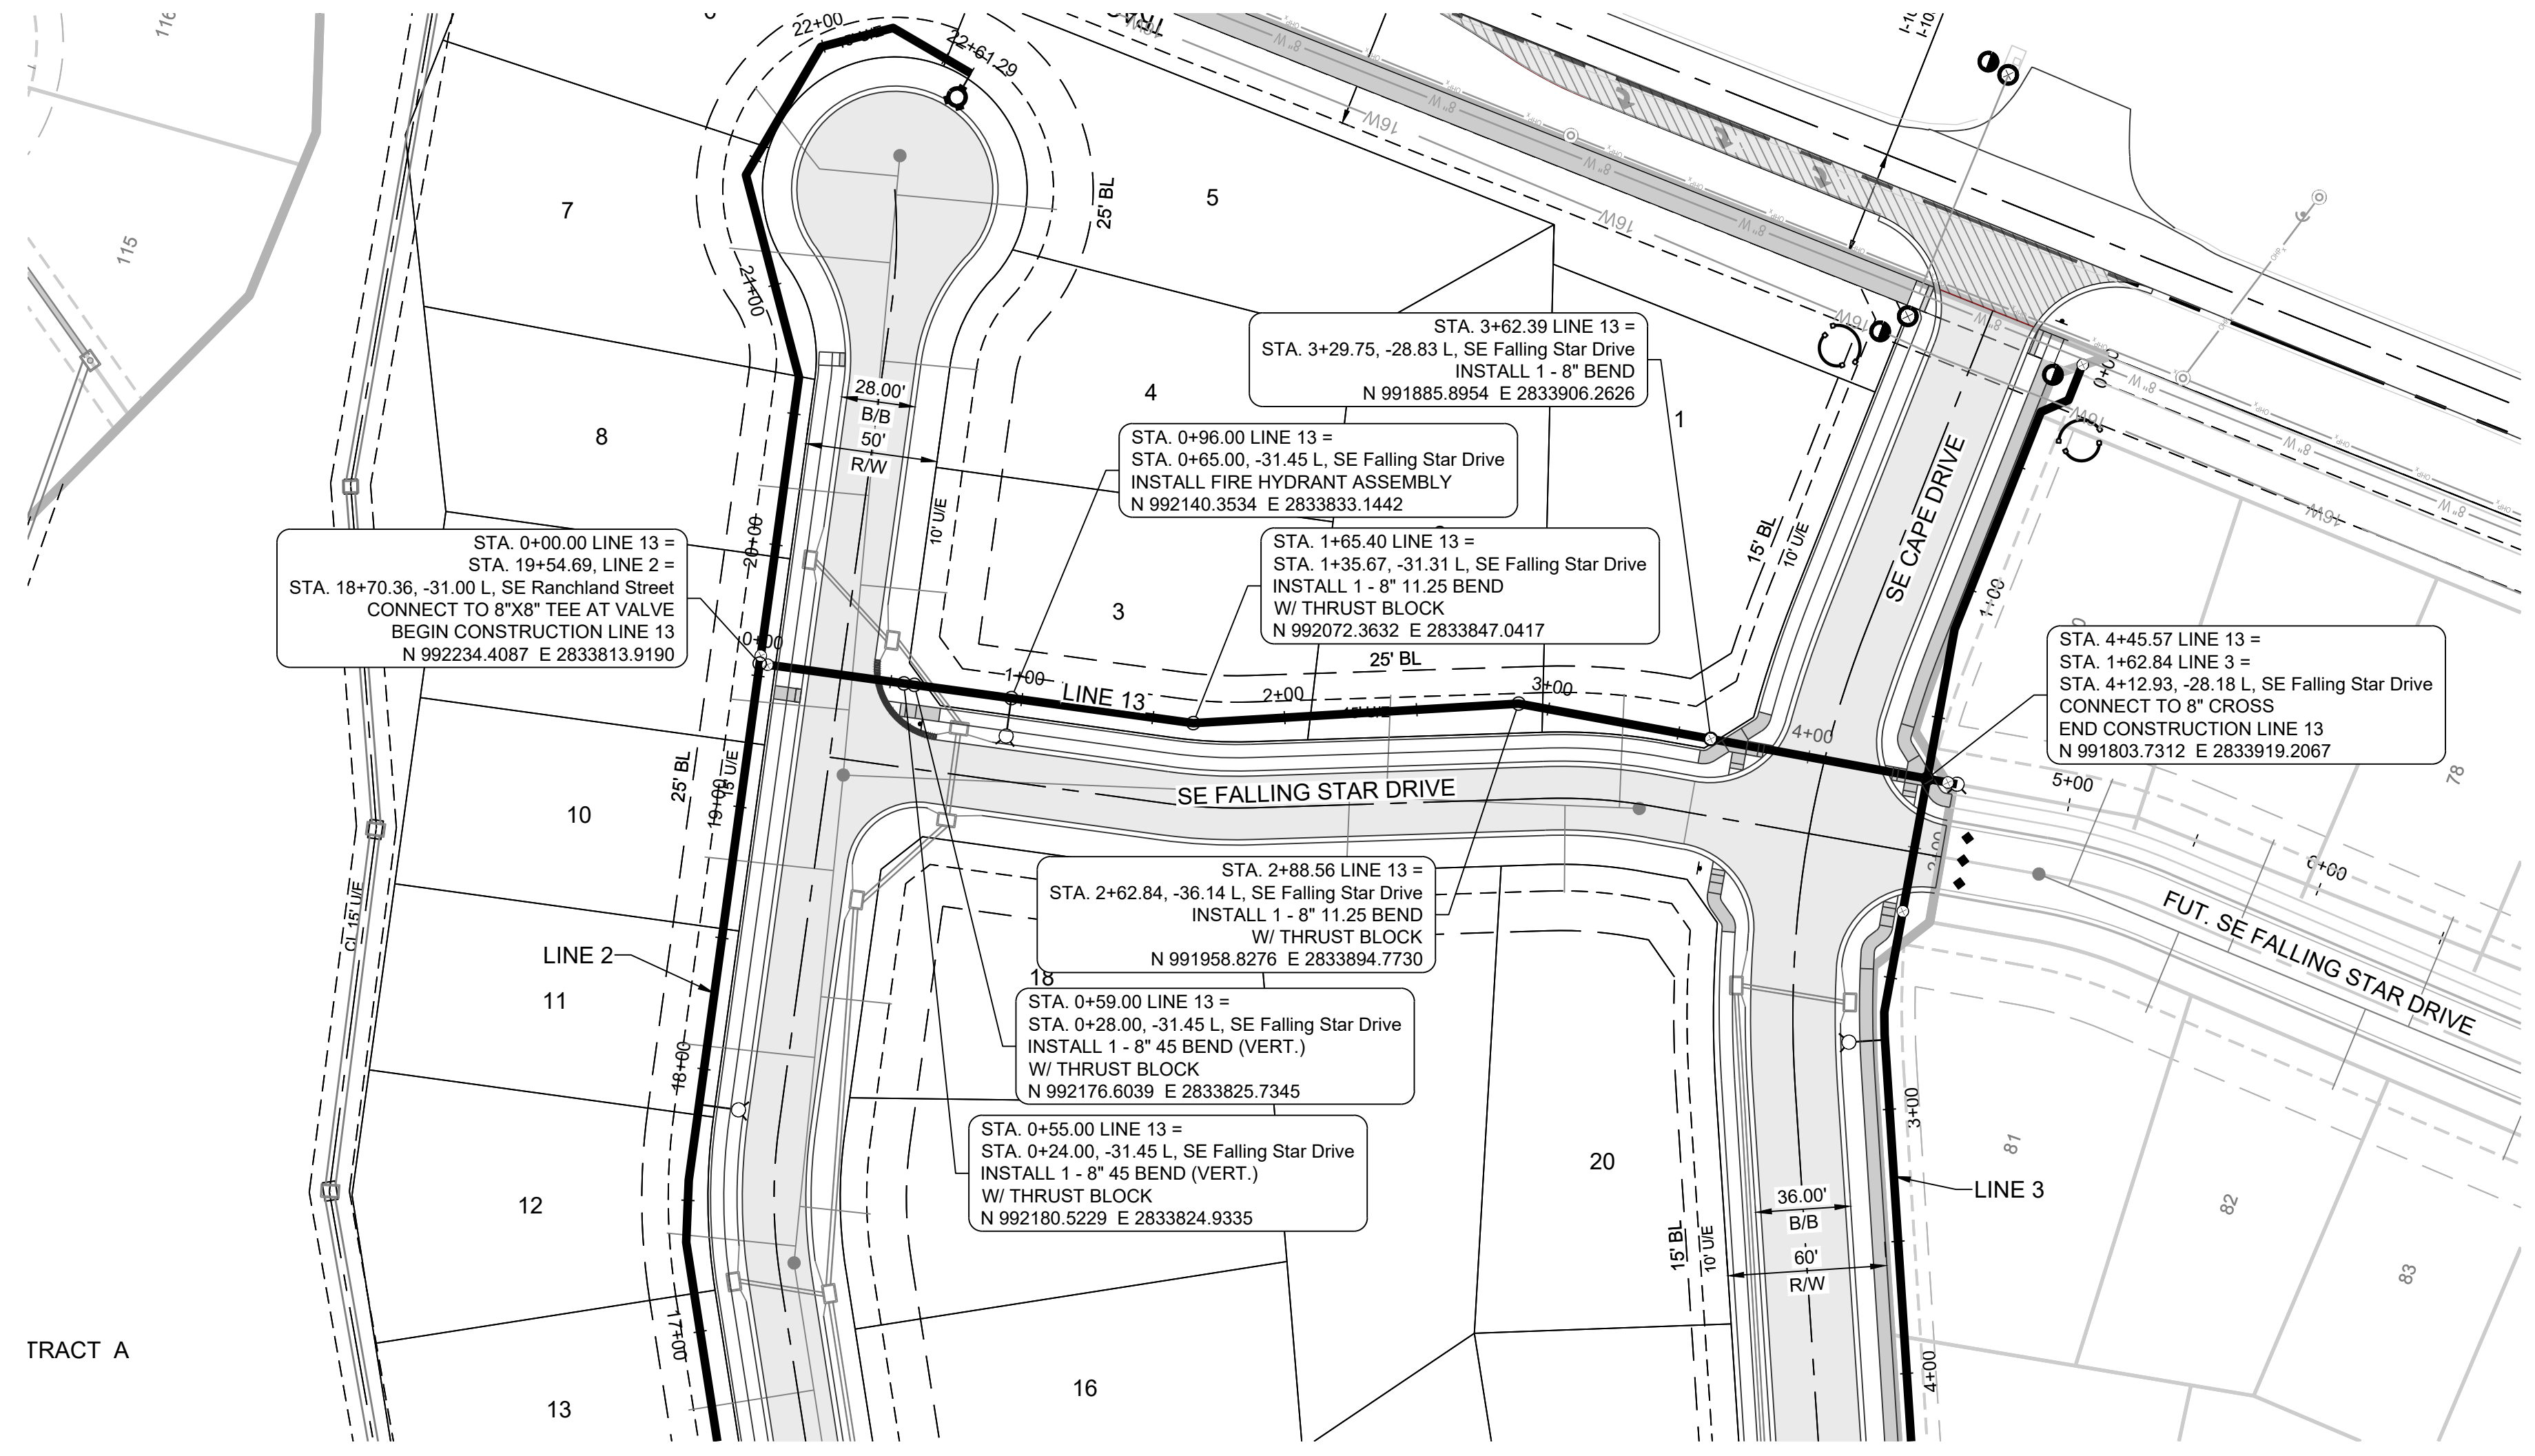 116
22+00
22+61.29
16W
8" W
OHP
16W
8" W
16W
7
115
25' BL
5
21+00
16W
8" W
STA. 3+62.39 LINE 13 =
STA. 3+29.75, -28.83 L, SE Falling Star Drive
INSTALL 1 - 8" BEND
N 991885.8954  E 2833906.2626
0+00
8" W
16W
28.00'
B/B
50'
R/W
4
1
8
STA. 0+96.00 LINE 13 =
STA. 0+65.00, -31.45 L, SE Falling Star Drive
INSTALL FIRE HYDRANT ASSEMBLY
N 992140.3534  E 2833833.1442
SE CAPE DRIVE
15' BL
10' U/E
10' U/E
20+00
STA. 0+00.00 LINE 13 =
STA. 19+54.69, LINE 2 =
STA. 18+70.36, -31.00 L, SE Ranchland Street
CONNECT TO 8"X8" TEE AT VALVE
BEGIN CONSTRUCTION LINE 13
N 992234.4087  E 2833813.9190
STA. 1+65.40 LINE 13 =
STA. 1+35.67, -31.31 L, SE Falling Star Drive
INSTALL 1 - 8" 11.25 BEND
W/ THRUST BLOCK
N 992072.3632  E 2833847.0417
3
1+00
0+00
25' BL
1+00
LINE 13
2+00
3+00
15' U/E
4+00
STA. 4+45.57 LINE 13 =
STA. 1+62.84 LINE 3 =
STA. 4+12.93, -28.18 L, SE Falling Star Drive
CONNECT TO 8" CROSS
END CONSTRUCTION LINE 13
N 991803.7312  E 2833919.2067
5+00
78
25' BL
15' U/E
19+00
10
SE FALLING STAR DRIVE
2+00
6+00
STA. 2+88.56 LINE 13 =
STA. 2+62.84, -36.14 L, SE Falling Star Drive
INSTALL 1 - 8" 11.25 BEND
W/ THRUST BLOCK
N 991958.8276  E 2833894.7730
CL 15' U/E
LINE 2
FUT. SE FALLING STAR DRIVE
18
11
STA. 0+59.00 LINE 13 =
STA. 0+28.00, -31.45 L, SE Falling Star Drive
INSTALL 1 - 8" 45 BEND (VERT.)
W/ THRUST BLOCK
N 992176.6039  E 2833825.7345
18+00
3+00
STA. 0+55.00 LINE 13 =
STA. 0+24.00, -31.45 L, SE Falling Star Drive
INSTALL 1 - 8" 45 BEND (VERT.)
W/ THRUST BLOCK
N 992180.5229  E 2833824.9335
20
81
LINE 3
82
12
36.00'
B/B
60'
R/W
15' BL
10' U/E
83
17+00
TRACT  A
4+00
16
13